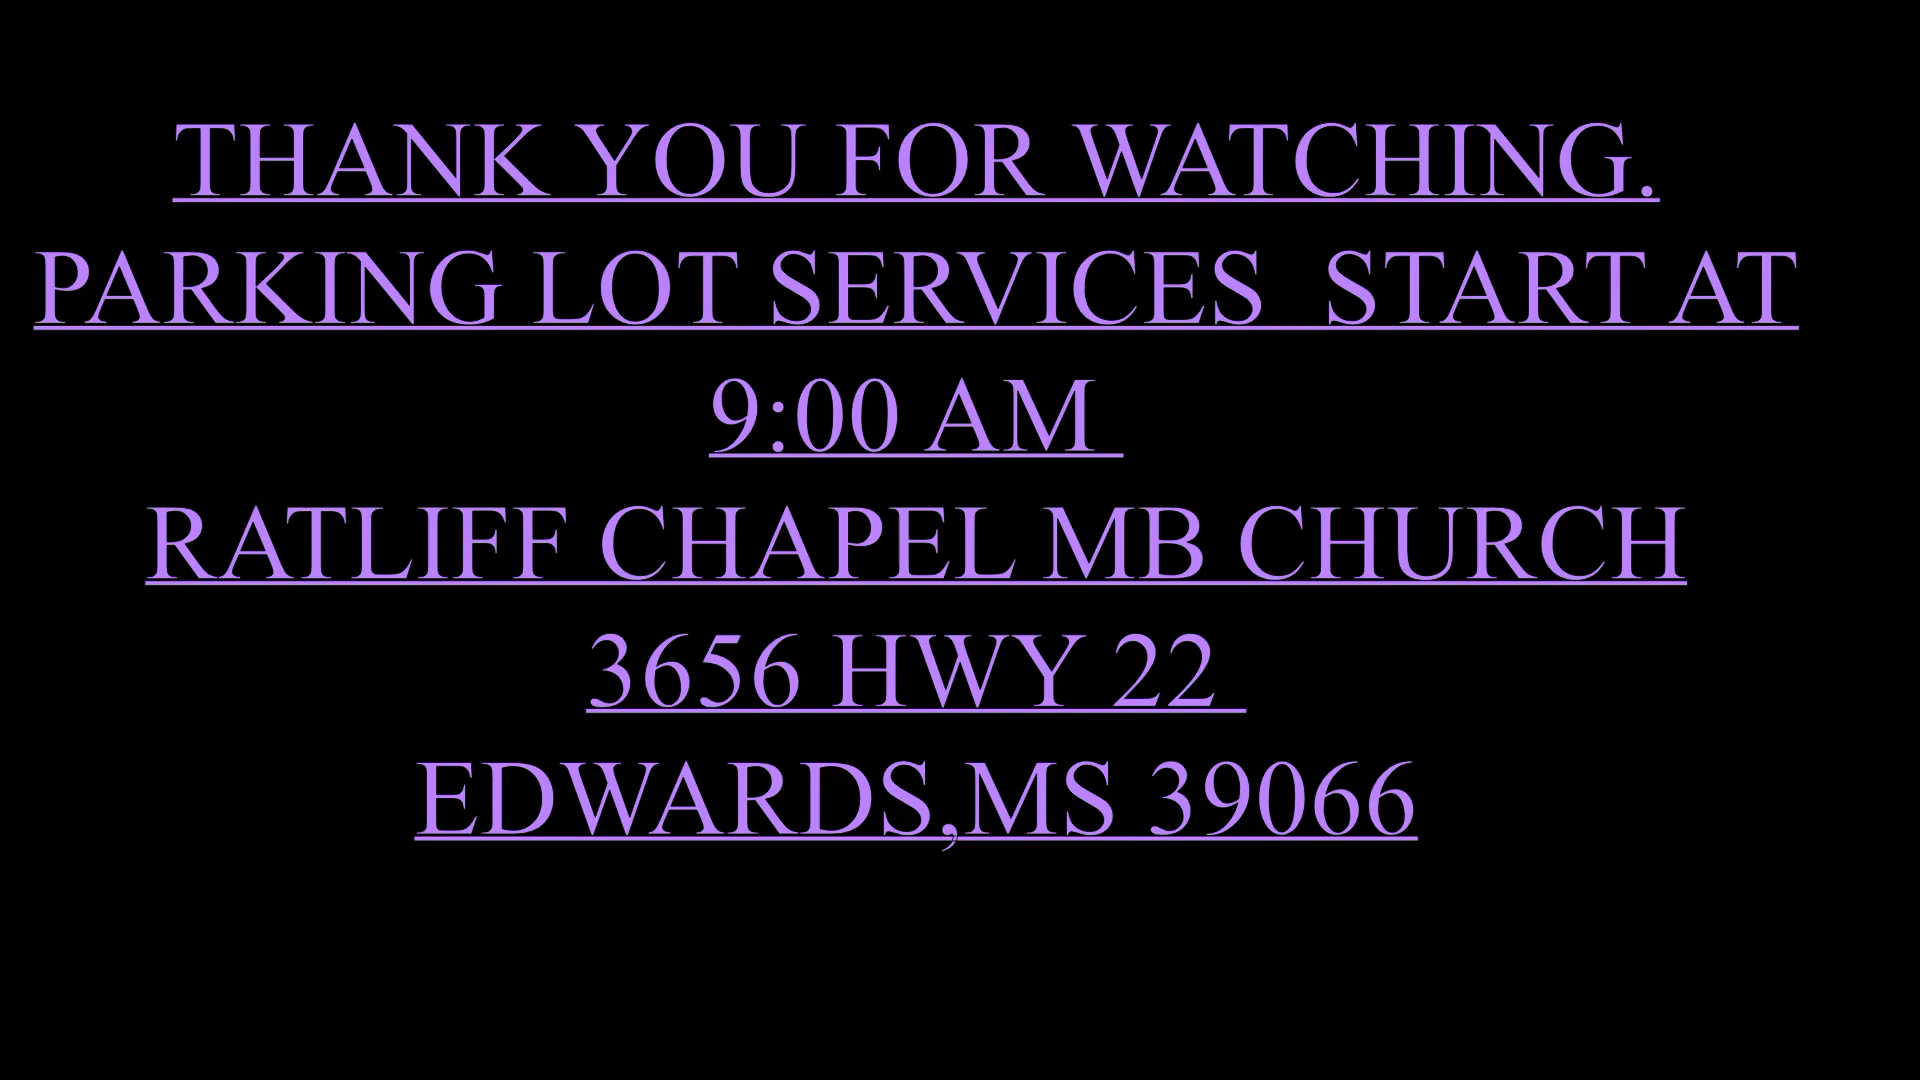 THANK YOU FOR WATCHING.
PARKING LOT SERVICES  START AT
9:00 AM
RATLIFF CHAPEL MB CHURCH
3656 HWY 22
EDWARDS,MS 39066